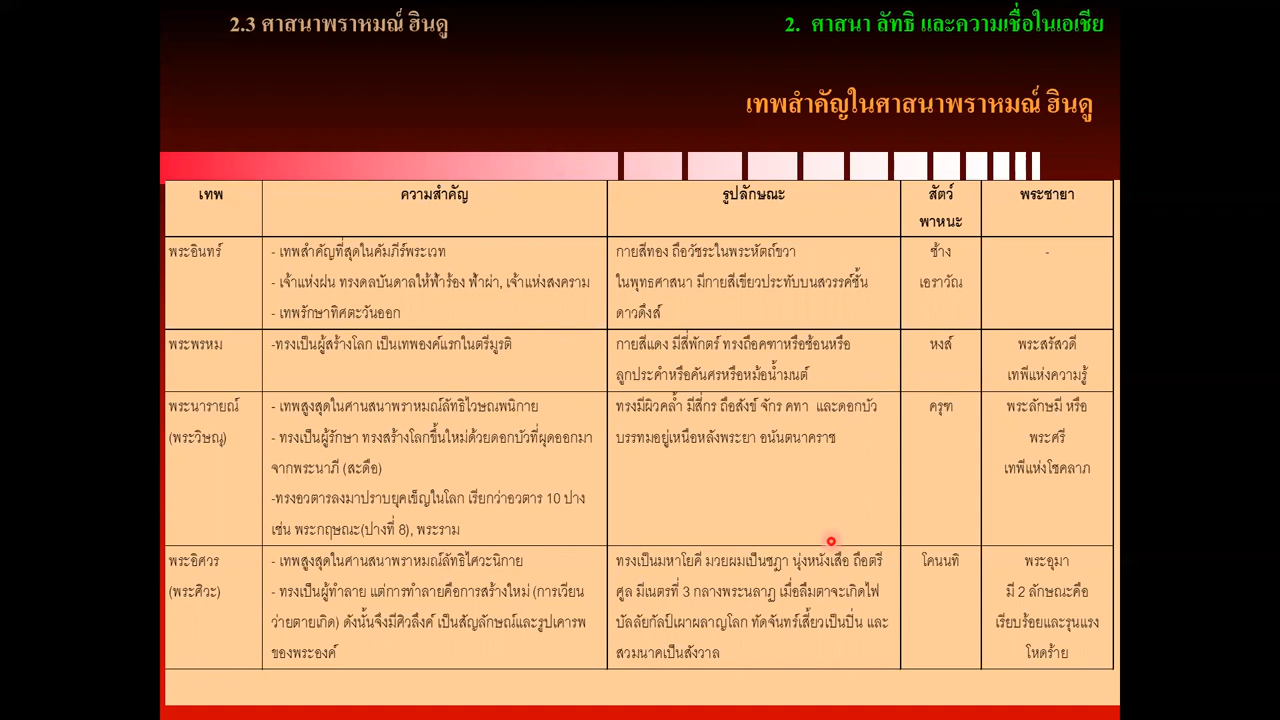 2.3 ศาสนาพราหมณ์ ฮินดู
2. ศาสนา ลัทธิ และความเชื่อในเอเชีย
เทพสำคัญในศาสนาพราหมณ์ ฮินดู
เทพ
ความสำคัญ
รูปลักษณะ
สัตว์
พาหนะ
พระชายา
พระอินทร์
- เทพสำคัญที่สุดในคัมภีร์พระเวท
- เจ้าแห่งฝน ทรงดลบันดาลให้ฟ้าร้อง ฟ้าผ่า, เจ้าแห่งสงคราม
- เทพรักษาทิศตะวันออก
กายสีทอง ถือวัชระในพระหัตถ์ขวา
ในพุทธศาสนา มีกายสีเขียวประทับบนสวรรค์ชั้น
ดาวดึงส์
ช้าง
เอราวัณ
-
พระพรหม
-ทรงเป็นผู้สร้างโลก เป็นเทพองค์แรกในตรีมูรติ
กายสีแดง มีสี่พักตร์ ทรงถือคฑาหรือช้อนหรือ
ลูกประคำหรือคันศรหรือหม้อน้ำมนต์
หงส์
พระสรัสวดี
เทพีแห่งความรู้
พระนารายณ์
(พระวิษณุ)
- เทพสูงสุดในศานสนาพราหมณ์ลัทธิไวษณพนิกาย
- ทรงเป็นผู้รักษา ทรงสร้างโลกขึ้นใหม่ด้วยดอกบัวที่ผุดออกมา
จากพระนาภี (สะดือ)
-ทรงอวตารลงมาปราบยุคเข็ญในโลก เรียกว่าอวตาร 10 ปาง
เช่น พระกฤษณะ(ปางที่ 8), พระราม
ทรงมีผิวคล้ำ มีสี่กร ถือสังข์ จักร คทา และดอกบัว
บรรทมอยู่เหนือหลังพระยา อนันตนาคราช
ครุฑ
พระลักษมี หรือ
พระศรี
เทพีแห่งโชคลาภ
พระอิศวร
(พระศิวะ)
- เทพสูงสุดในศานสนาพราหมณ์ลัทธิไศวะนิกาย
- ทรงเป็นผู้ทำลาย แต่การทำลายคือการสร้างใหม่ (การเวียน
ว่ายตายเกิด) ดังนั้นจึงมีศิวลึงค์ เป็นสัญลักษณ์และรูปเคารพ
ของพระองค์
ทรงเป็นมหาโยคี มวยผมเป็นชฎา นุ่งหนังเสือ ถือตรี
ศูล มีเนตรที่ 3 กลางพระนลาฏ เมื่อลืมตาจะเกิดไฟ
บัลลัยกัลป์เผาผลาญโลก ทัดจันทร์เสี้ยวเป็นปิ่น และ
สวมนาคเป็นสังวาล
โคนนทิ
พระอุมา
มี 2 ลักษณะคือ
เรียบร้อยและรุนแรง
โหดร้าย